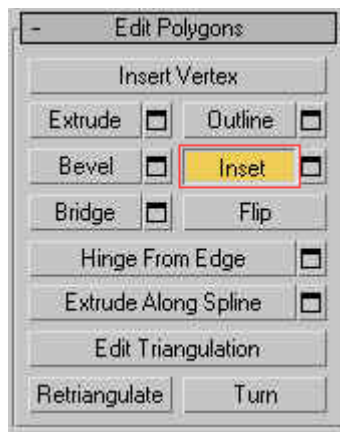 - Edit Polygons
Insert Vertex
Extrude Outline
Bevel Inset
Bridge Flip
Hinge From Edge
Extrude Along Spline
Edit Triangulation
Retriangulate Turn